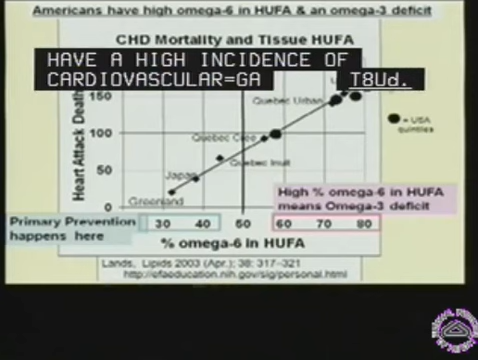 Americans have high omega-6 in HUFA & an omega-3 deficit
CHD Mortality and Tissue HUFA
HAVE A HIGH INCIDENCE OF
CARDIOVASCULAR=GA T8Ud.
Heart Attack Death
150
100
50
0
Quebec Urban
Quebec Cree
Quebec Inuit
Japan
Greenland
= USA
quintiles
High % omega-6 in HUFA
means Omega-3 deficit
Primary Prevention
happens here
30 40 50 60 70 80
% omega-6 in HUFA
Lands, Lipids 2003 (Apr.); 38; 317-321
http://efaeducation.nih.gov/sig/personal.html